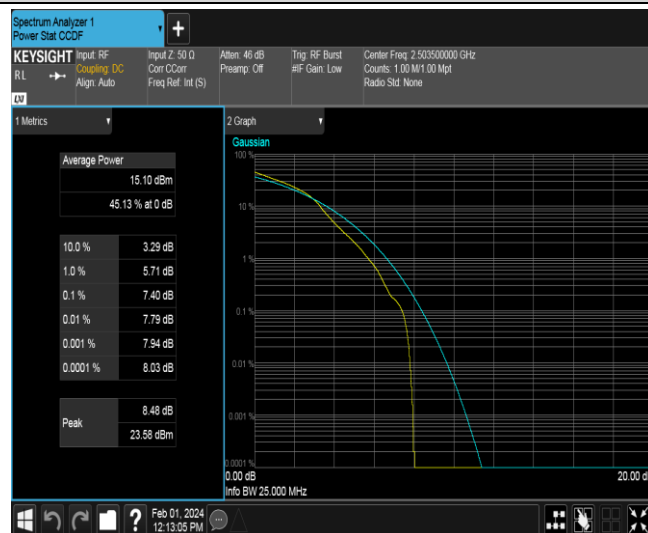 Spectrum Analyzer 1
Power Stat CCDF
+
KEYSIGHT
RL
LXI
Input: RF
Coupling: DC
Align: Auto
Input Z: 50 Ω
Corr CCorr
Freq Ref: Int (S)
Atten: 46 dB
Preamp: Off
Trig: RF Burst
#IF Gain: Low
Center Freq: 2.503500000 GHz
Counts: 1.00 M/1.00 Mpt
Radio Std: None
1 Metrics
Average Power
15.10 dBm
45.13 % at 0 dB
10.0 % 3.29 dB
1.0 % 5.71 dB
0.1 % 7.40 dB
0.01 % 7.79 dB
0.001 % 7.94 dB
0.0001 % 8.03 dB
Peak
8.48 dB
23.58 dBm
2 Graph
Gaussian
100 %
10 %
1 %
0.1 %
0.01 %
0.001 %
0.0001 %
0.00 dB
20.00 d
Info BW 25.000 MHz
?
Feb 01, 2024
12:13:05 PM